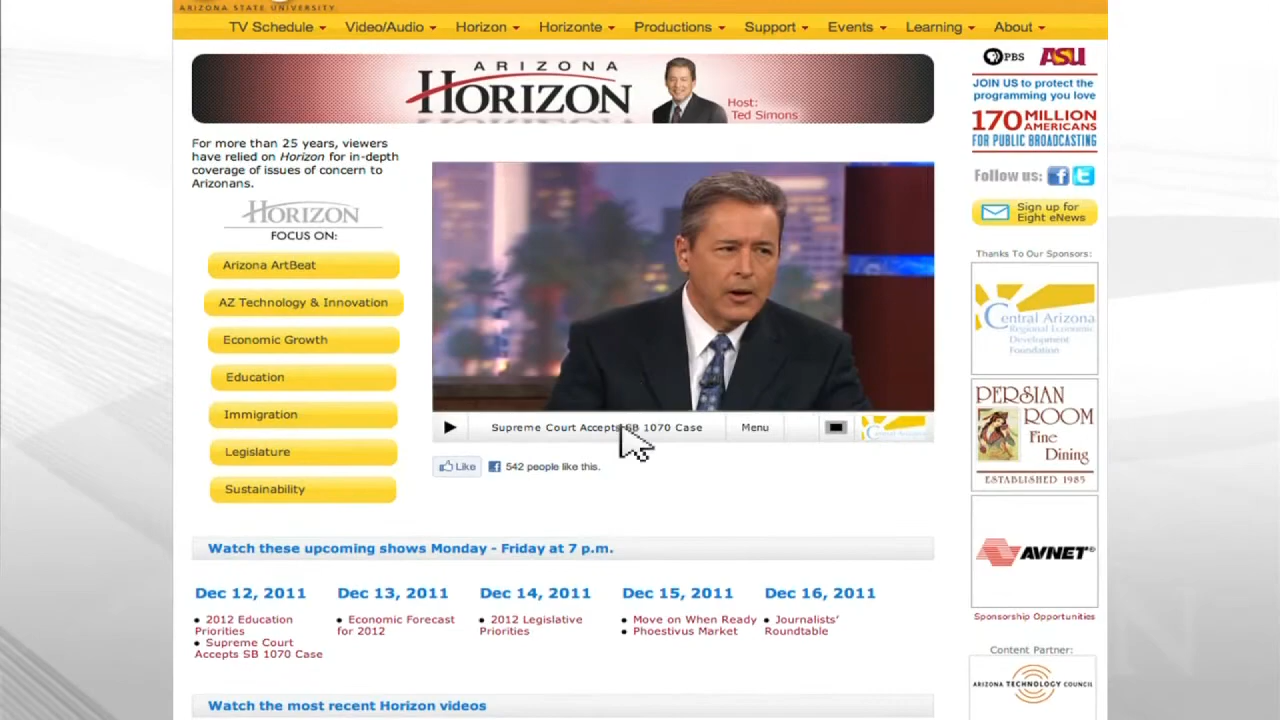 ARIZONA STATE UNIVERSITY
TV Schedule Video/Audio Horizon Horizonte Productions Support Events Learning About
ARIZONA
HORIZON
Host:
Ted Simons
PBS ASU
JOIN US to protect the
programming you love
170 MILLION
AMERICANS
FOR PUBLIC BROADCASTING
Follow us: f t
Sign up for
Eight eNews
For more than 25 years, viewers
have relied on Horizon for in-depth
coverage of issues of concern to
Arizonans.
HORIZON
FOCUS ON:
Arizona ArtBeat
AZ Technology & Innovation
Economic Growth
Education
Immigration
Legislature
Sustainability
Supreme Court Accepts SB 1070 Case Menu
Like 542 people like this.
Thanks To Our Sponsors:
Central Arizona
Regional Economic
Development
Foundation
PERSIAN
ROOM
Fine
Dining
ESTABLISHED 1985
AVNET
Sponsorship Opportunities
Content Partner:
ARIZONA TECHNOLOGY COUNCIL
Watch these upcoming shows Monday - Friday at 7 p.m.
Dec 12, 2011
• 2012 Education
Priorities
• Supreme Court
Accepts SB 1070 Case
Dec 13, 2011
• Economic Forecast
for 2012
Dec 14, 2011
• 2012 Legislative
Priorities
Dec 15, 2011
• Move on When Ready
• Phoestivus Market
Dec 16, 2011
• Journalists'
Roundtable
Watch the most recent Horizon videos